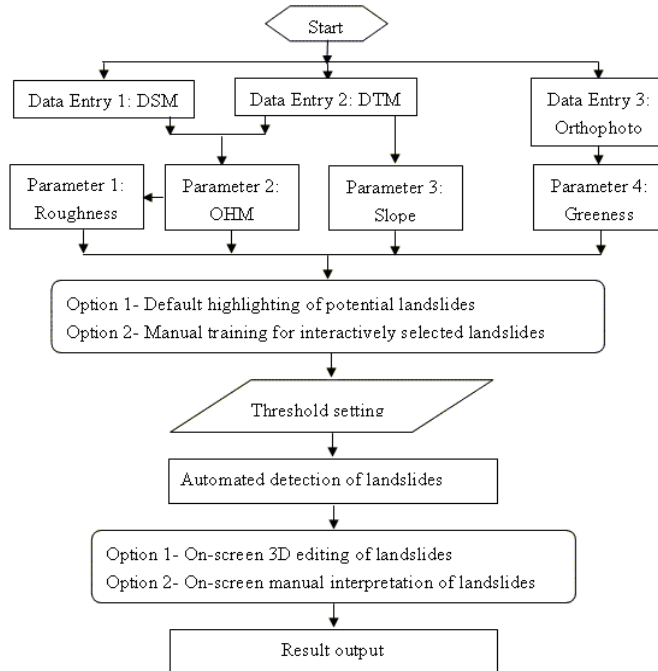 Start
Data Entry 1: DSM
Data Entry 2: DTM
Data Entry 3:
Orthophoto
Parameter 1:
Roughness
Parameter 2:
OHM
Parameter 3:
Slope
Parameter 4:
Greeness
Option 1- Default highlighting of potential landslides
Option 2- Manual training for interactively selected landslides
Threshold setting
Automated detection of landslides
Option 1- On-screen 3D editing of landslides
Option 2- On-screen manual interpretation of landslides
Result output